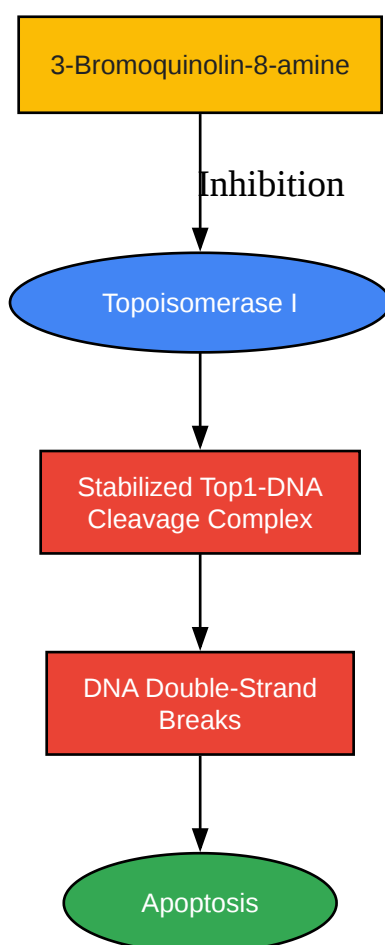 3-Bromoquinolin-8-amine
Inhibition
Topoisomerase I
Stabilized Top1-DNA
Cleavage Complex
DNA Double-Strand
Breaks
Apoptosis